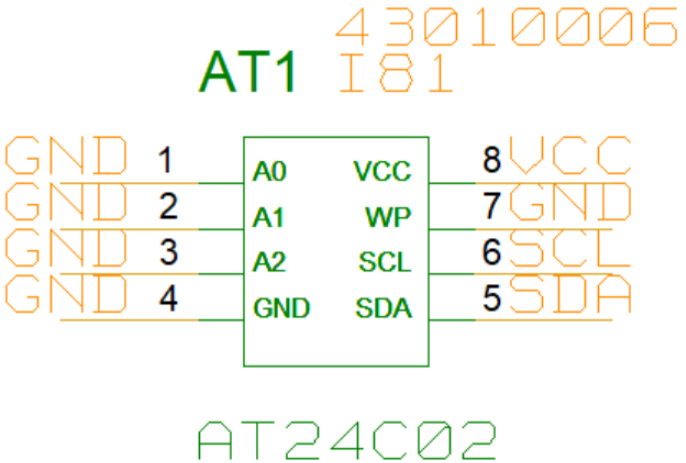 43010006
AT1 I81
GND 1 A0 VCC 8 VCC
GND 2 A1 WP 7 GND
GND 3 A2 SCL 6 SCL
GND 4 GND SDA 5 SDA
AT24C02